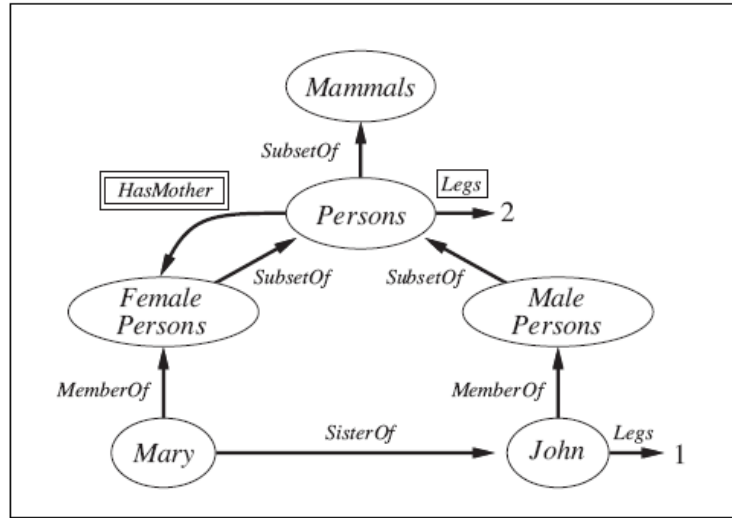 Mammals
SubsetOf
HasMother
Legs
Persons
2
SubsetOf
SubsetOf
Female
Persons
Male
Persons
MemberOf
MemberOf
Mary
SisterOf
John
Legs
1